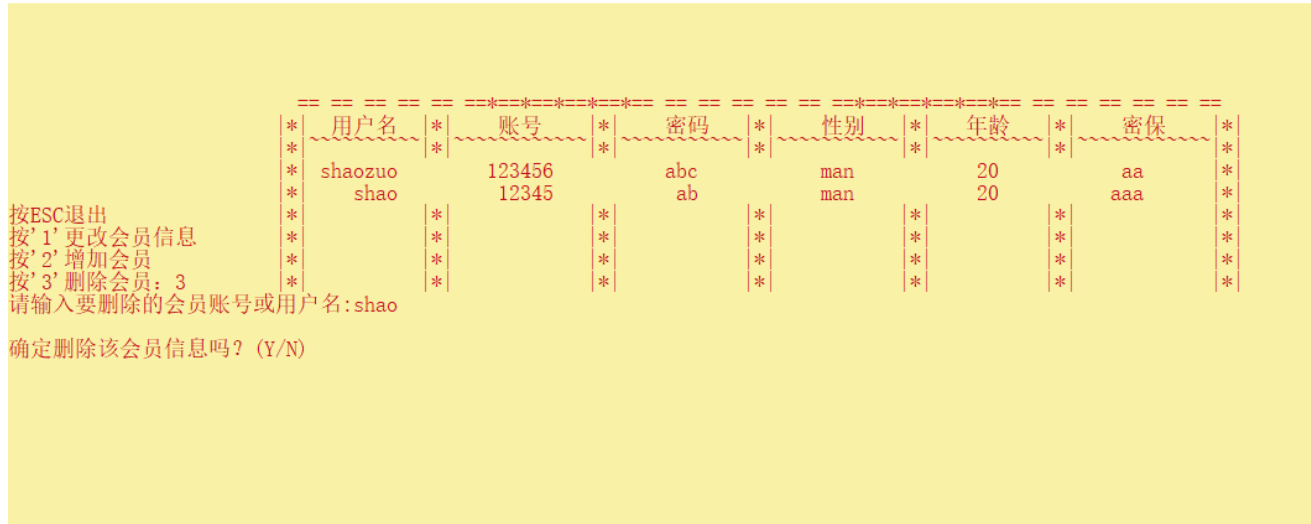 == == == == == ==*==*==*==*==*== == == == == == ==*==*==*==*==*== == == == == == ==
|*| 用户名 |*| 账号 |*| 密码 |*| 性别 |*| 年龄 |*| 密保 |*|
|*|~~~~~~~~~~|*|~~~~~~~~~~~~|*|~~~~~~~~~~~|*|~~~~~~~~~~~|*|~~~~~~~~~~|*|~~~~~~~~~~~~|*|
|*| shaozuo 123456 abc man 20 aa |*|
|*| shao 12345 ab man 20 aaa |*|
按ESC退出 |*| |*| |*| |*| |*| |*| |*|
按'1'更改会员信息 |*| |*| |*| |*| |*| |*| |*|
按'2'增加会员 |*| |*| |*| |*| |*| |*| |*|
按'3'删除会员：3 |*| |*| |*| |*| |*| |*| |*|
请输入要删除的会员账号或用户名:shao
确定删除该会员信息吗？(Y/N)